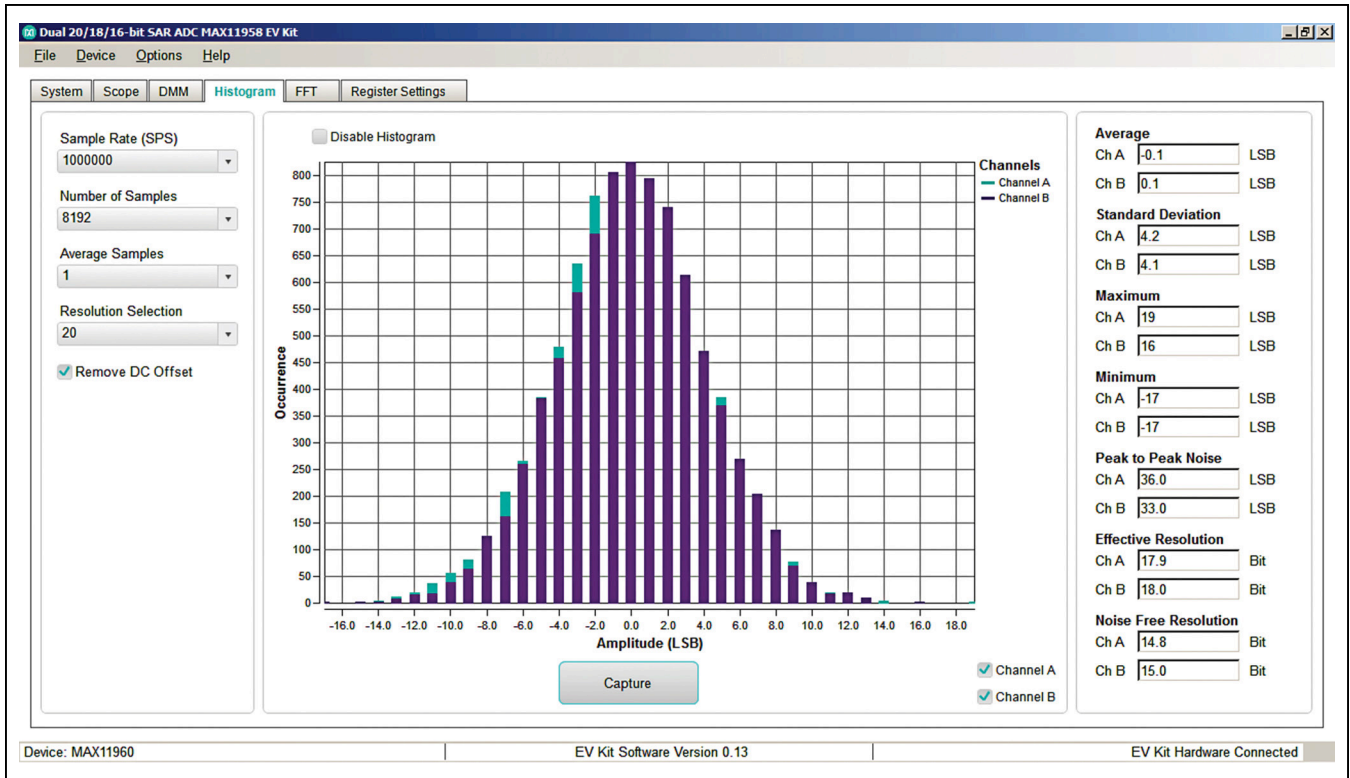 Dual 20/18/16-bit SAR ADC MAX11958 EV Kit
File Device Options Help
System Scope DMM Histogram FFT Register Settings
Sample Rate (SPS)
1000000
Number of Samples
8192
Average Samples
1
Resolution Selection
20
Remove DC Offset
Disable Histogram
Occurrence
800
750
700
650
600
550
500
450
400
350
300
250
200
150
100
50
0
-16.0 -14.0 -12.0 -10.0 -8.0 -6.0 -4.0 -2.0 0.0 2.0 4.0 6.0 8.0 10.0 12.0 14.0 16.0 18.0
Amplitude (LSB)
Channels
Channel A
Channel B
Capture
Channel A
Channel B
Average
Ch A -0.1 LSB
Ch B 0.1 LSB
Standard Deviation
Ch A 4.2 LSB
Ch B 4.1 LSB
Maximum
Ch A 19 LSB
Ch B 16 LSB
Minimum
Ch A -17 LSB
Ch B -17 LSB
Peak to Peak Noise
Ch A 36.0 LSB
Ch B 33.0 LSB
Effective Resolution
Ch A 17.9 Bit
Ch B 18.0 Bit
Noise Free Resolution
Ch A 14.8 Bit
Ch B 15.0 Bit
Device: MAX11960 EV Kit Software Version 0.13 EV Kit Hardware Connected